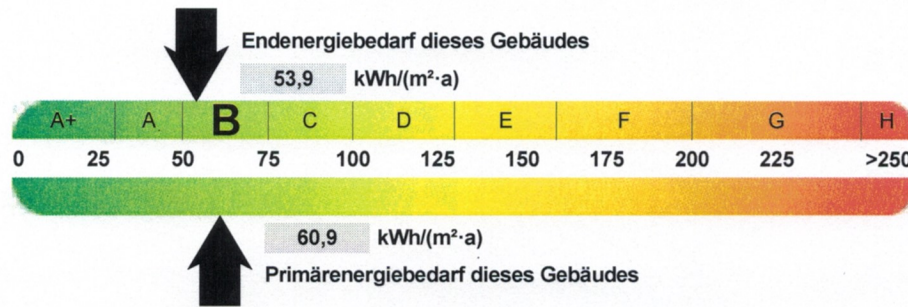 Endenergiebedarf dieses Gebäudes
53,9 kWh/(m²·a)
A+ A B C D E F G H
0 25 50 75 100 125 150 175 200 225 >250
60,9 kWh/(m²·a)
Primärenergiebedarf dieses Gebäudes